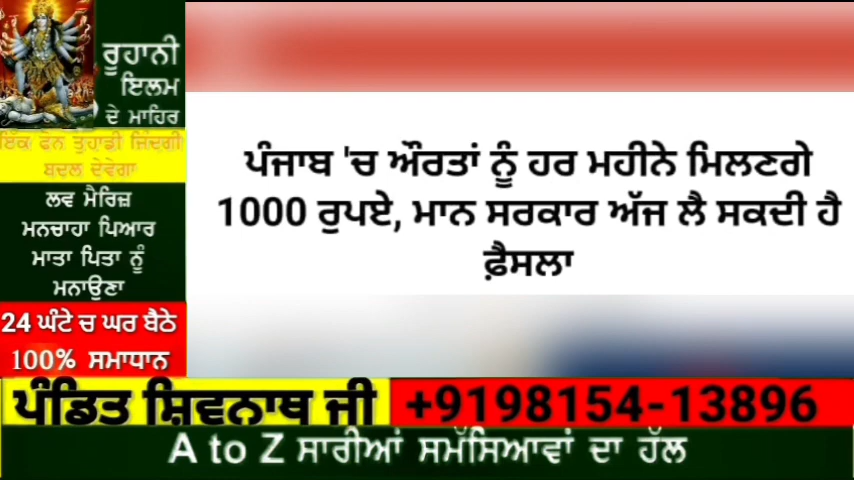 ਰੂਹਾਨੀ
ਇਲਮ
ਦੇ ਮਾਹਿਰ
ਇੱਕ ਫੋਨ ਤੁਹਾਡੀ ਜ਼ਿੰਦਗੀ
ਬਦਲ ਦੇਵੇਗਾ
ਲਵ ਮੈਰਿਜ਼
ਮਨਚਾਹਾ ਪਿਆਰ
ਮਾਤਾ ਪਿਤਾ ਨੂੰ
ਮਨਾਉਣਾ
24 ਘੰਟੇ ਚ ਘਰ ਬੈਠੇ
100% ਸਮਾਧਾਨ
ਪੰਜਾਬ 'ਚ ਔਰਤਾਂ ਨੂੰ ਹਰ ਮਹੀਨੇ ਮਿਲਣਗੇ
1000 ਰੁਪਏ, ਮਾਨ ਸਰਕਾਰ ਅੱਜ ਲੈ ਸਕਦੀ ਹੈ
ਫ਼ੈਸਲਾ
ਪੰਡਿਤ ਸ਼ਿਵਨਾਥ ਜੀ +9198154-13896
A to Z ਸਾਰੀਆਂ ਸਮੱਸਿਆਵਾਂ ਦਾ ਹੱਲ